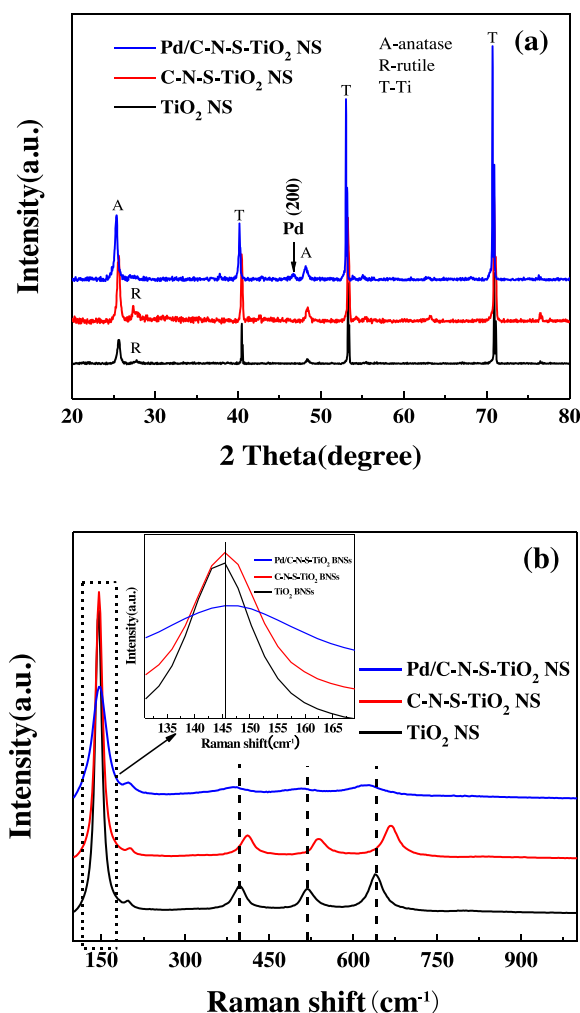 (a)
Pd/C-N-S-TiO₂ NS
C-N-S-TiO₂ NS
TiO₂ NS
A-anatase
R-rutile
T-Ti
T
T
A
T
Pd (200)
A
R
R
Intensity(a.u.)
20 30 40 50 60 70 80
2 Theta(degree)
(b)
Pd/C-N-S-TiO₂ BNSs
C-N-S-TiO₂ BNSs
TiO₂ BNSs
Intensity(a.u.)
135 140 145 150 155 160 165
Raman shift(cm⁻¹)
Pd/C-N-S-TiO₂ NS
C-N-S-TiO₂ NS
TiO₂ NS
Intensity(a.u.)
150 300 450 600 750 900
Raman shift(cm⁻¹)